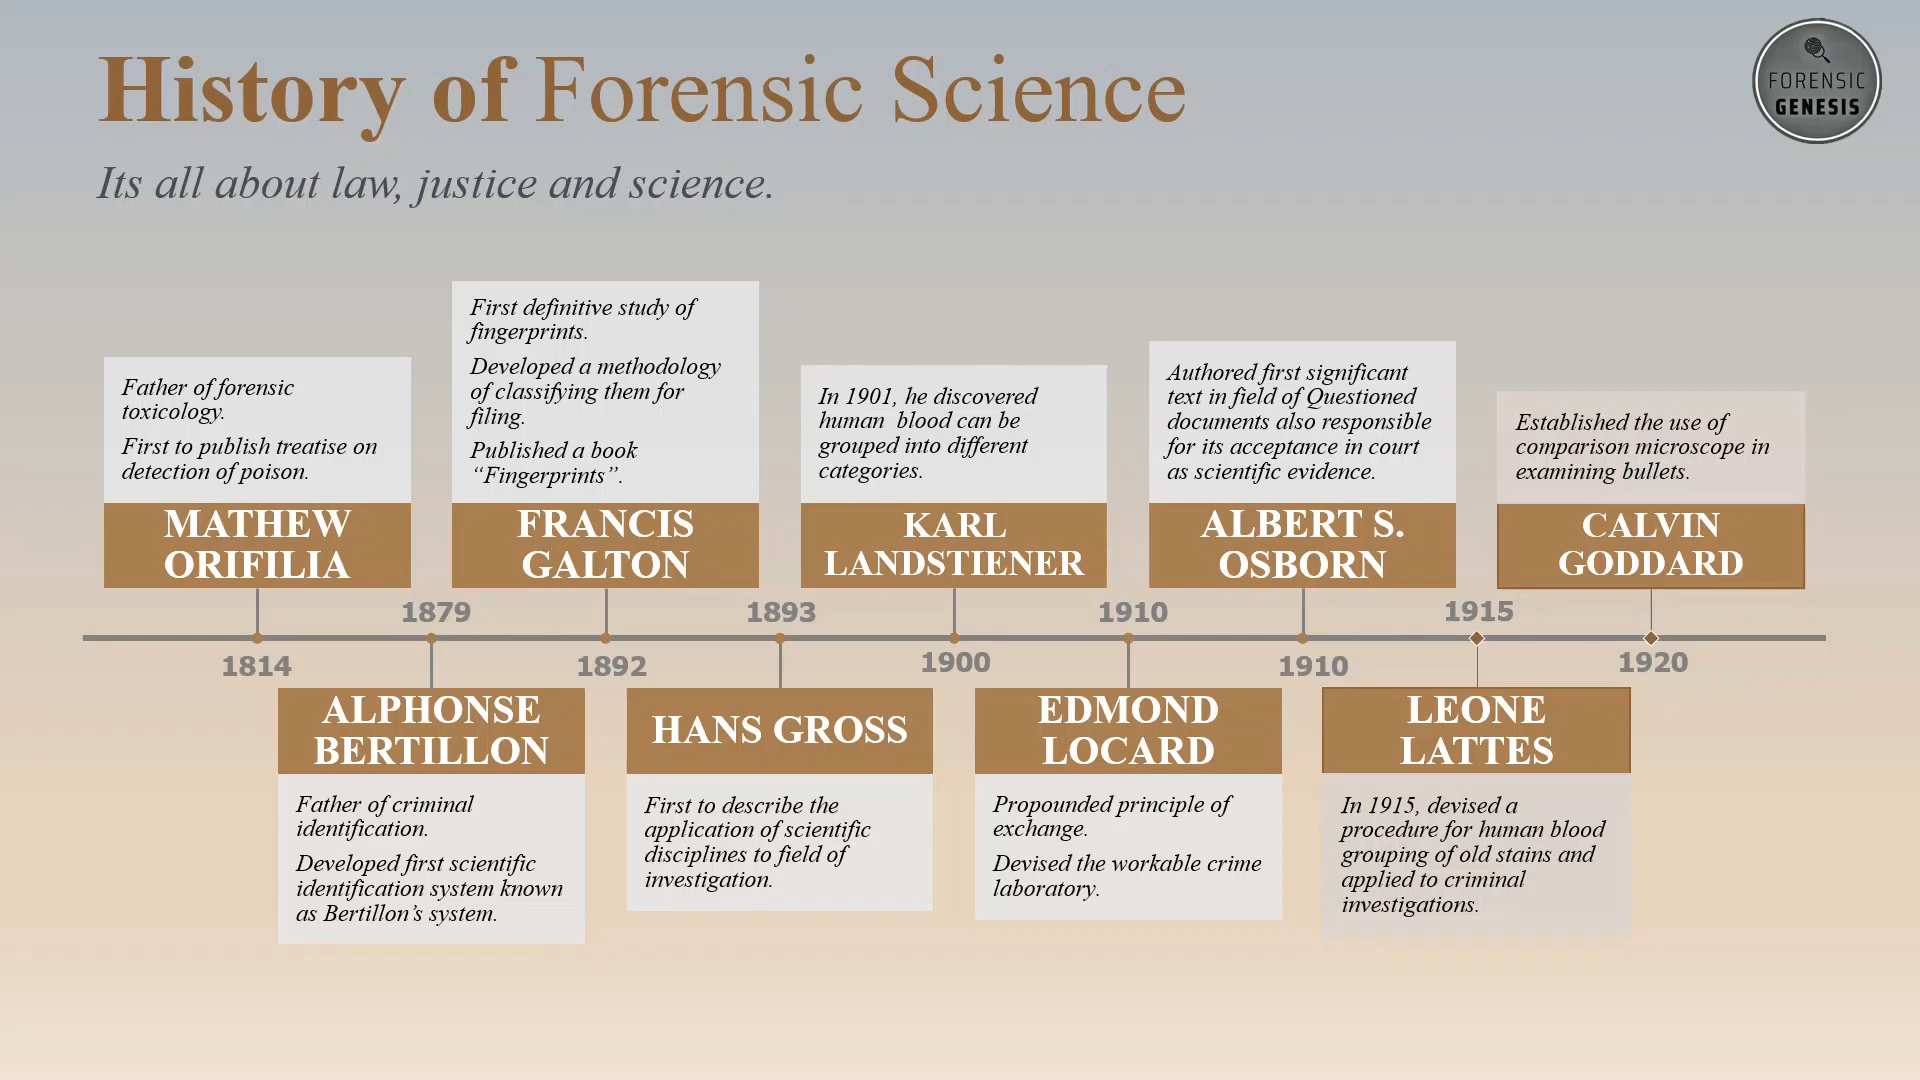 History of Forensic Science
FORENSIC
GENESIS
Its all about law, justice and science.
Father of forensic
toxicology.
First to publish treatise on
detection of poison.
MATHEW
ORIFILIA
1814
1879
ALPHONSE
BERTILLON
Father of criminal
identification.
Developed first scientific
identification system known
as Bertillon’s system.
First definitive study of
fingerprints.
Developed a methodology
of classifying them for
filing.
Published a book
“Fingerprints”.
FRANCIS
GALTON
1892
1893
HANS GROSS
First to describe the
application of scientific
disciplines to field of
investigation.
In 1901, he discovered
human  blood can be
grouped into different
categories.
KARL
LANDSTIENER
1900
1910
EDMOND
LOCARD
Propounded principle of
exchange.
Devised the workable crime
laboratory.
Authored first significant
text in field of Questioned
documents also responsible
for its acceptance in court
as scientific evidence.
ALBERT S.
OSBORN
1910
1915
LEONE
LATTES
In 1915, devised a
procedure for human blood
grouping of old stains and
applied to criminal
investigations.
Established the use of
comparison microscope in
examining bullets.
CALVIN
GODDARD
1920